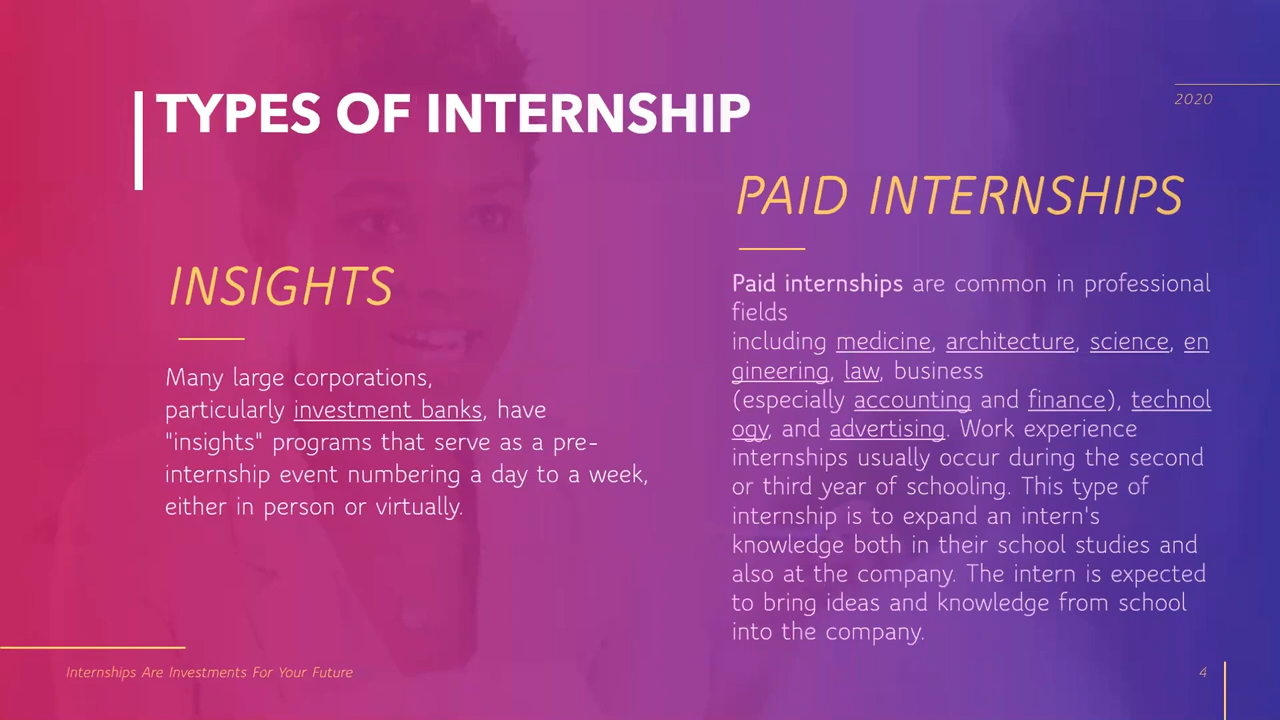 TYPES OF INTERNSHIP
2020
INSIGHTS
Many large corporations,
particularly investment banks, have
"insights" programs that serve as a pre-
internship event numbering a day to a week,
either in person or virtually.
PAID INTERNSHIPS
Paid internships are common in professional
fields
including medicine, architecture, science, en
gineering, law, business
(especially accounting and finance), technol
ogy, and advertising. Work experience
internships usually occur during the second
or third year of schooling. This type of
internship is to expand an intern's
knowledge both in their school studies and
also at the company. The intern is expected
to bring ideas and knowledge from school
into the company.
Internships Are Investments For Your Future
4